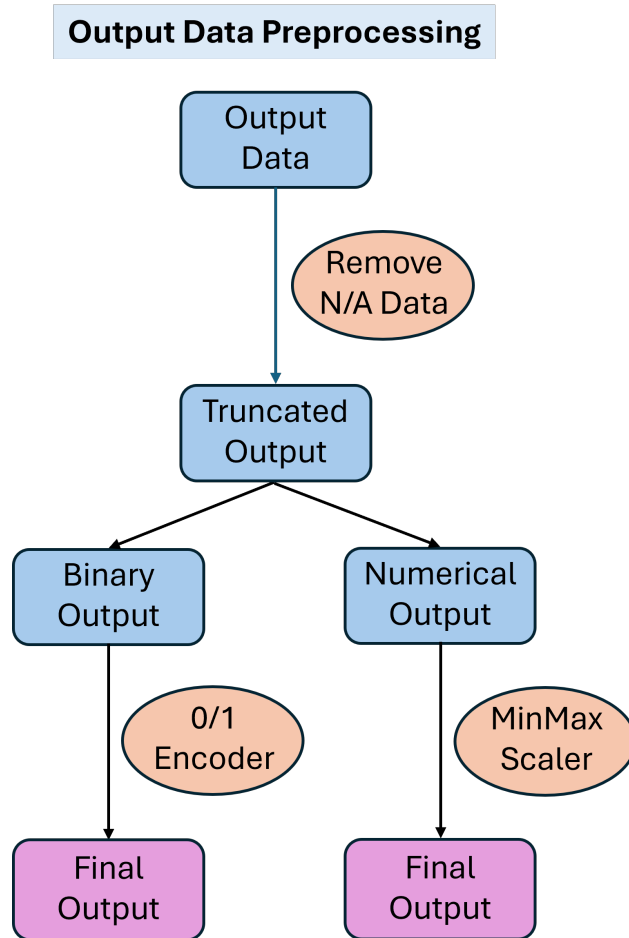 Output Data Preprocessing
Output
Data
Remove
N/A Data
Truncated
Output
Binary
Output
Numerical
Output
0/1
Encoder
MinMax
Scaler
Final
Output
Final
Output